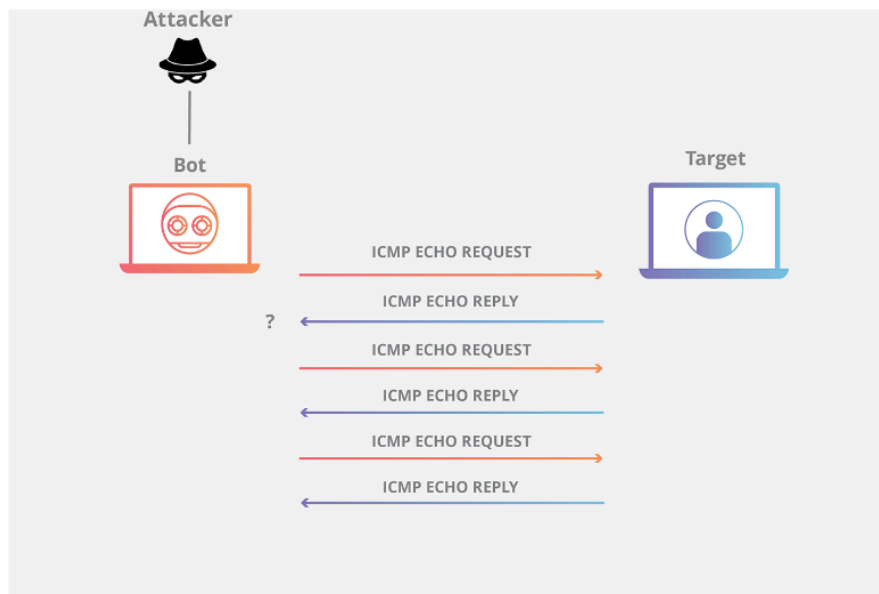 Attacker
Bot
Target
ICMP ECHO REQUEST
ICMP ECHO REPLY
?
ICMP ECHO REQUEST
ICMP ECHO REPLY
ICMP ECHO REQUEST
ICMP ECHO REPLY